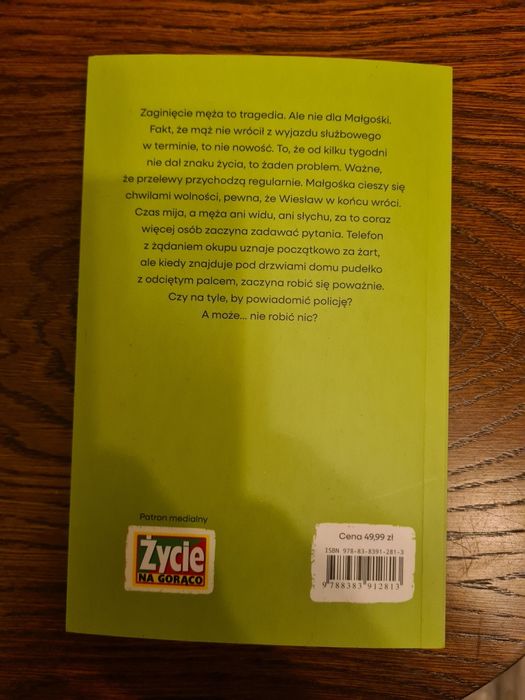 Zaginięcie męża to tragedia. Ale nie dla Małgośki.
Fakt, że mąż nie wrócił z wyjazdu służbowego
w terminie, to nie nowość. To, że od kilku tygodni
nie dał znaku życia, to żaden problem. Ważne,
że przelewy przychodzą regularnie. Małgośka cieszy się
chwilami wolności, pewna, że Wiesław w końcu wróci.
Czas mija, a męża ani widu, ani słychu, za to coraz
więcej osób zaczyna zadawać pytania. Telefon
z żądaniem okupu uznaje początkowo za żart,
ale kiedy znajduje pod drzwiami domu pudełko
z odciętym palcem, zaczyna robić się poważnie.
Czy na tyle, by powiadomić policję?
A może... nie robić nic?
Patron medialny
Życie
NA GORĄCO
Cena 49,99 zł
ISBN 978-83-8391-281-3
9 788383 912813